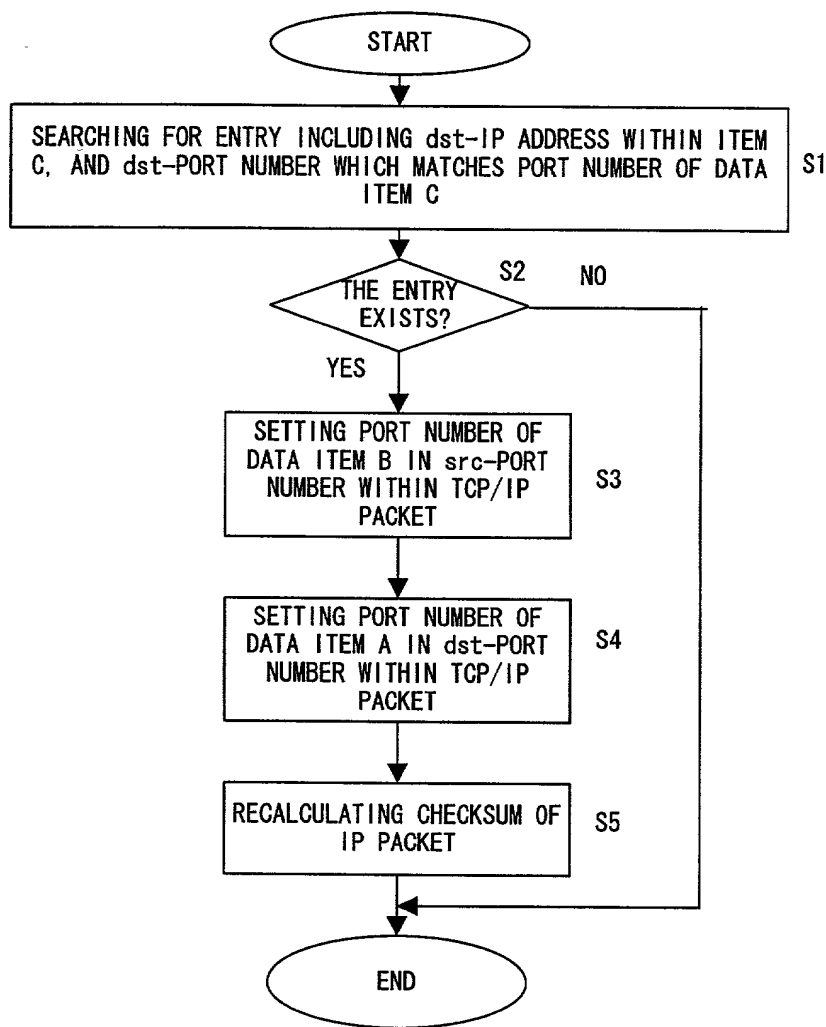 START
SEARCHING FOR ENTRY INCLUDING dst-IP ADDRESS WITHIN ITEM
C, AND dst-PORT NUMBER WHICH MATCHES PORT NUMBER OF DATA
ITEM C
S1
THE ENTRY
EXISTS?
S2
NO
YES
SETTING PORT NUMBER OF
DATA ITEM B IN src-PORT
NUMBER WITHIN TCP/IP
PACKET
S3
SETTING PORT NUMBER OF
DATA ITEM A IN dst-PORT
NUMBER WITHIN TCP/IP
PACKET
S4
RECALCULATING CHECKSUM OF
IP PACKET
S5
END